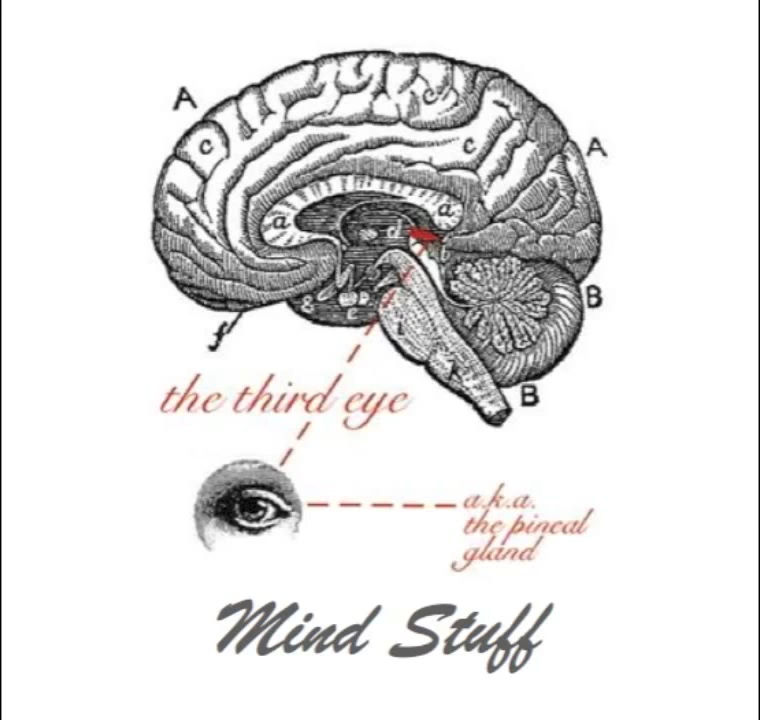 A
c
c
c
A
a
a
d
b
g
e
i
B
f
k
B
the third eye
a.k.a.
the pineal
gland
Mind Stuff